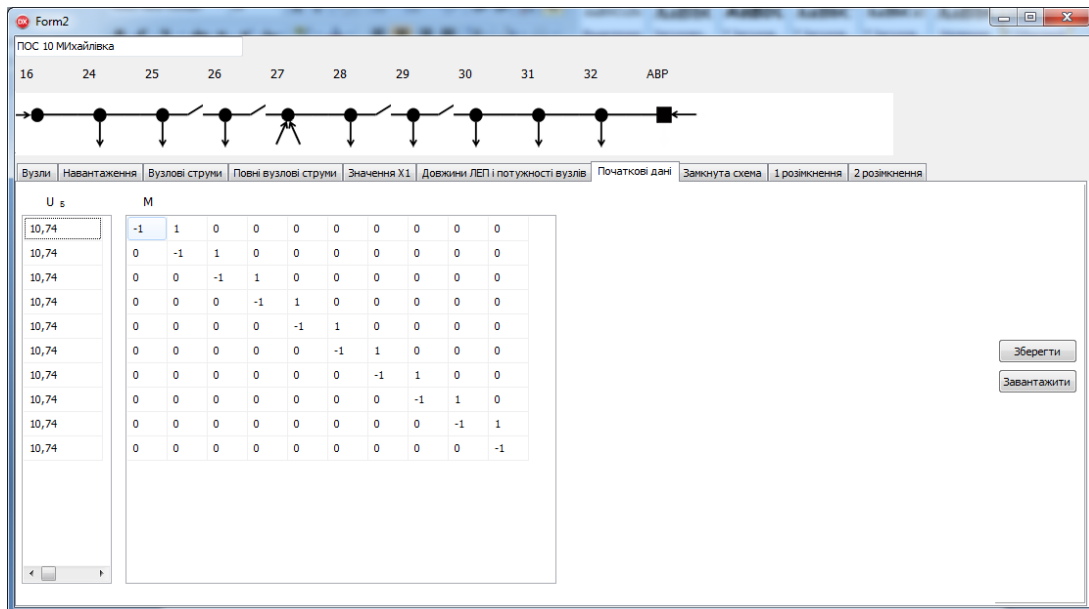 Form2
ПОС 10 МИхайлівка
16 24 25 26 27 28 29 30 31 32 АВР
Вузли Навантаження Вузлові струми Повні вузлові струми Значення X1 Довжини ЛЕП і потужності вузлів Початкові дані Замкнута схема 1 розімкнення 2 розімкнення
U Б M
10,74 -1 1 0 0 0 0 0 0 0 0
10,74 0 -1 1 0 0 0 0 0 0 0
10,74 0 0 -1 1 0 0 0 0 0 0
10,74 0 0 0 -1 1 0 0 0 0 0
10,74 0 0 0 0 -1 1 0 0 0 0
10,74 0 0 0 0 0 -1 1 0 0 0
10,74 0 0 0 0 0 0 -1 1 0 0
10,74 0 0 0 0 0 0 0 -1 1 0
10,74 0 0 0 0 0 0 0 0 -1 1
10,74 0 0 0 0 0 0 0 0 0 -1
Зберегти
Завантажити